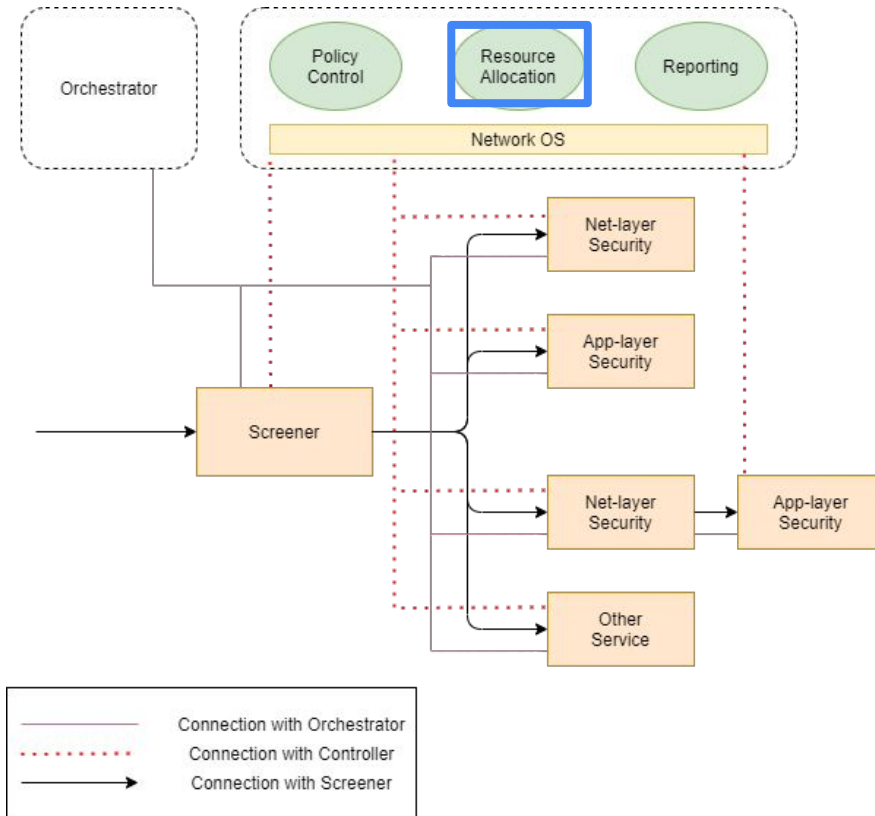 Orchestrator
Policy
Control
Resource
Allocation
Reporting
Network OS
Net-layer
Security
App-layer
Security
Screener
Net-layer
Security
App-layer
Security
Other
Service
Connection with Orchestrator
Connection with Controller
Connection with Screener